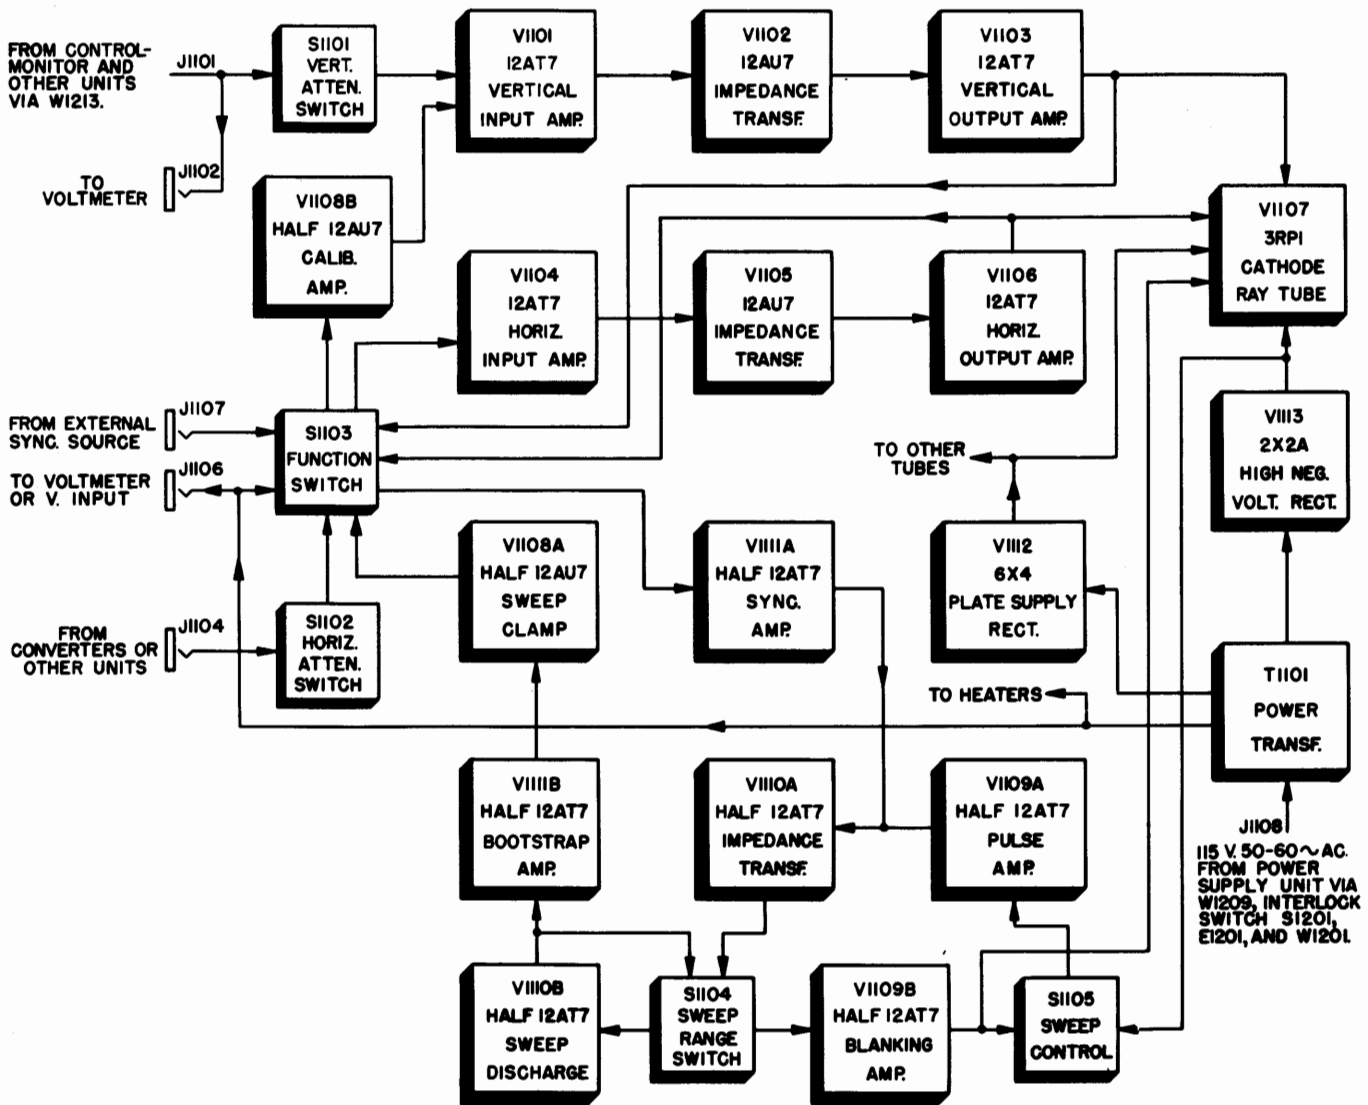 FROM CONTROL-
MONITOR AND
OTHER UNITS
VIA W1213.
J1101
S1101
VERT.
ATTEN.
SWITCH
V1101
12AT7
VERTICAL
INPUT AMP.
V1102
12AU7
IMPEDANCE
TRANSF.
V1103
12AT7
VERTICAL
OUTPUT AMP.
J1102
TO
VOLTMETER
V1108B
HALF 12AU7
CALIB.
AMP.
V1107
3RP1
CATHODE
RAY TUBE
V1104
12AT7
HORIZ.
INPUT AMP.
V1105
12AU7
IMPEDANCE
TRANSF.
V1106
12AT7
HORIZ.
OUTPUT AMP.
J1107
FROM EXTERNAL
SYNC. SOURCE
J1106
TO VOLTMETER
OR V. INPUT
S1103
FUNCTION
SWITCH
TO OTHER
TUBES
V1113
2X2A
HIGH NEG.
VOLT. RECT.
V1108A
HALF 12AU7
SWEEP
CLAMP
V1111A
HALF 12AT7
SYNC.
AMP.
V1112
6X4
PLATE SUPPLY
RECT.
J1104
FROM
CONVERTERS OR
OTHER UNITS
S1102
HORIZ.
ATTEN.
SWITCH
TO HEATERS
T1101
POWER
TRANSF.
V1111B
HALF 12AT7
BOOTSTRAP
AMP.
V1110A
HALF 12AT7
IMPEDANCE
TRANSF.
V1109A
HALF 12AT7
PULSE
AMP.
J1108
115 V. 50-60~AC.
FROM POWER
SUPPLY UNIT VIA
W1209, INTERLOCK
SWITCH S1201,
E1201, AND W1201.
V1110B
HALF 12AT7
SWEEP
DISCHARGE
S1104
SWEEP
RANGE
SWITCH
V1109B
HALF 12AT7
BLANKING
AMP.
S1105
SWEEP
CONTROL